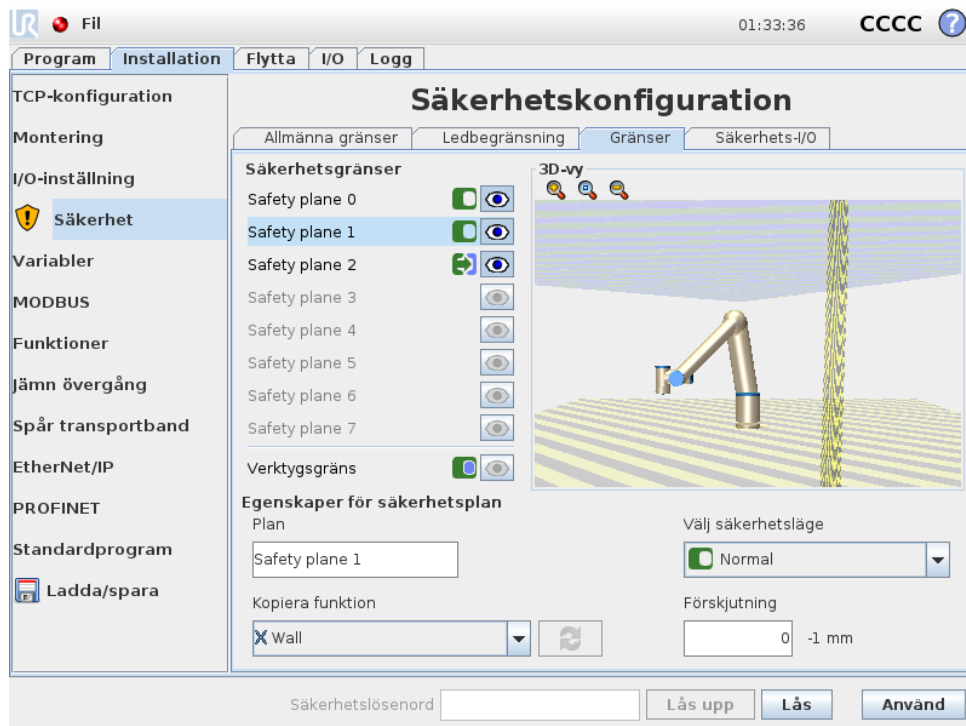 UR Fil 01:33:36 CCCC ?
Program Installation Flytta I/O Logg
TCP-konfiguration
Montering
I/O-inställning
Säkerhet
Variabler
MODBUS
Funktioner
Jämn övergång
Spår transportband
EtherNet/IP
PROFINET
Standardprogram
Ladda/spara
Säkerhetskonfiguration
Allmänna gränser Ledbegränsning Gränser Säkerhets-I/O
Säkerhetsgränser
Safety plane 0
Safety plane 1
Safety plane 2
Safety plane 3
Safety plane 4
Safety plane 5
Safety plane 6
Safety plane 7
Verktygsgräns
3D-vy
Egenskaper för säkerhetsplan
Plan
Safety plane 1
Välj säkerhetsläge
Normal
Kopiera funktion
Wall
Förskjutning
0 -1 mm
Säkerhetslösenord Lås upp Lås Använd